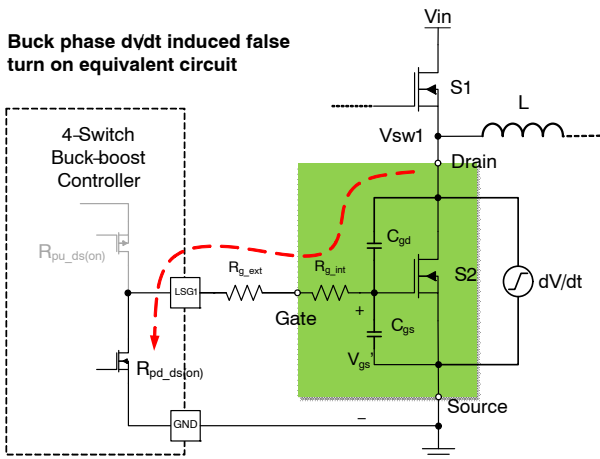 Buck phase dv/dt induced false
turn on equivalent circuit
Vin
S1
L
Vsw1
4-Switch
Buck-boost
Controller
Drain
Rpu_ds(on)
Cgd
Rg_ext
Rg_int
S2
dV/dt
LSG1
Gate
+
Cgs
Vgs'
Rpd_ds(on)
Source
GND
−